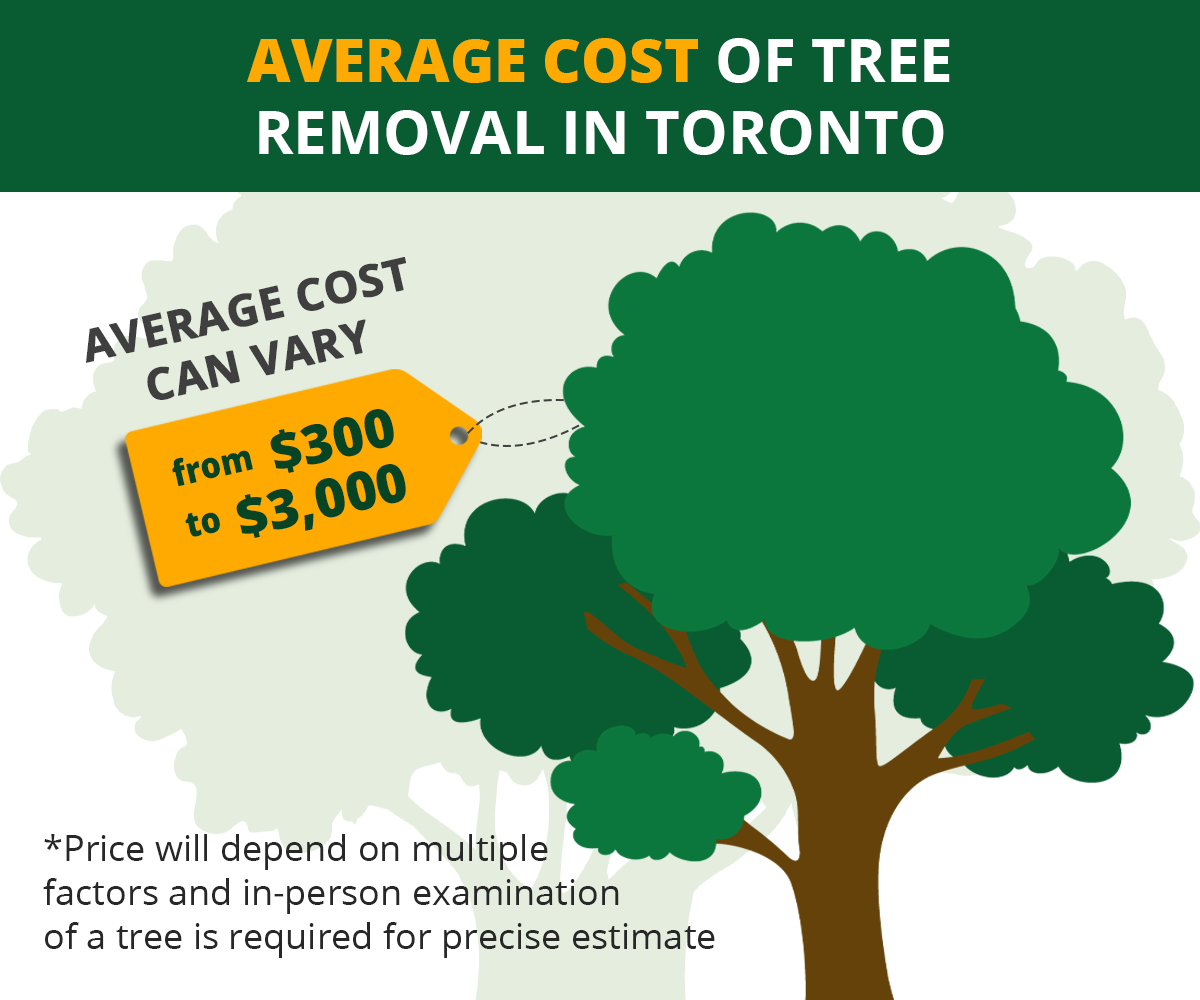 AVERAGE COST OF TREE
REMOVAL IN TORONTO
AVERAGE COST
CAN VARY
from $300
to $3,000
*Price will depend on multiple
factors and in-person examination
of a tree is required for precise estimate